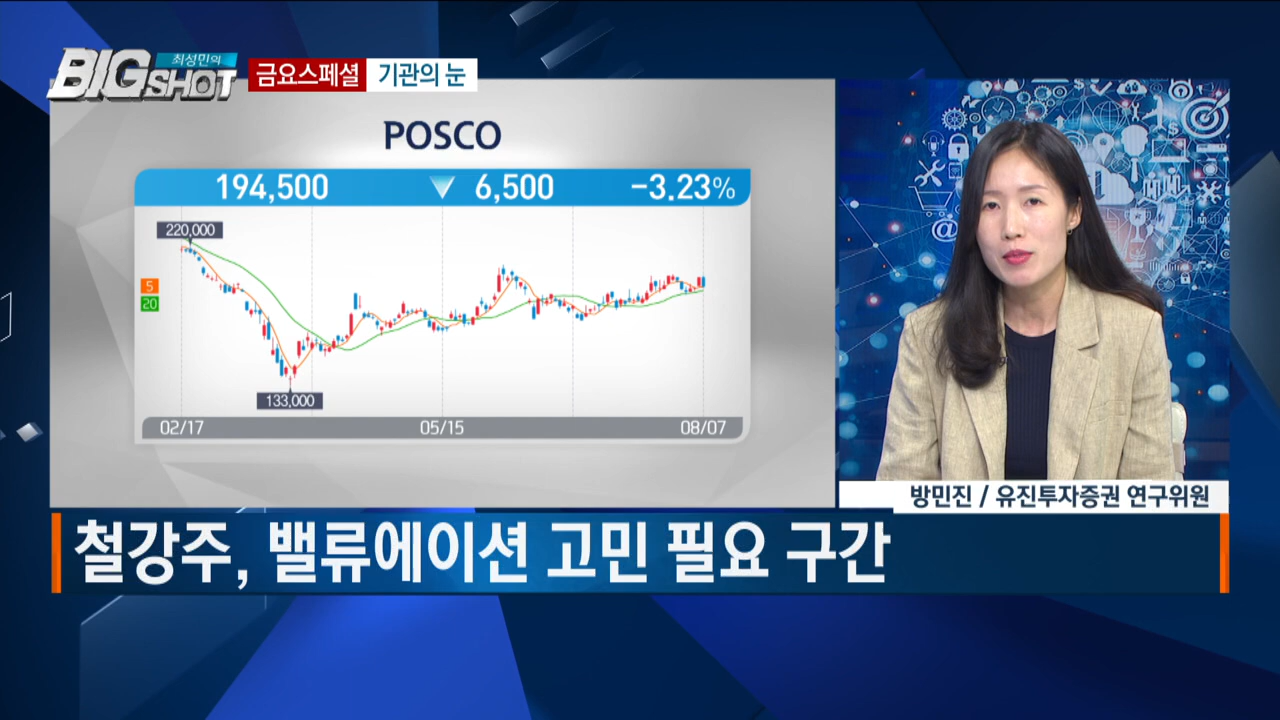 최성민의
BIG SHOT
금요스페셜 기관의 눈
POSCO
194,500 ▼ 6,500 -3.23%
220,000
5
20
133,000
02/17 05/15 08/07
@
방민진 / 유진투자증권 연구위원
철강주, 밸류에이션 고민 필요 구간